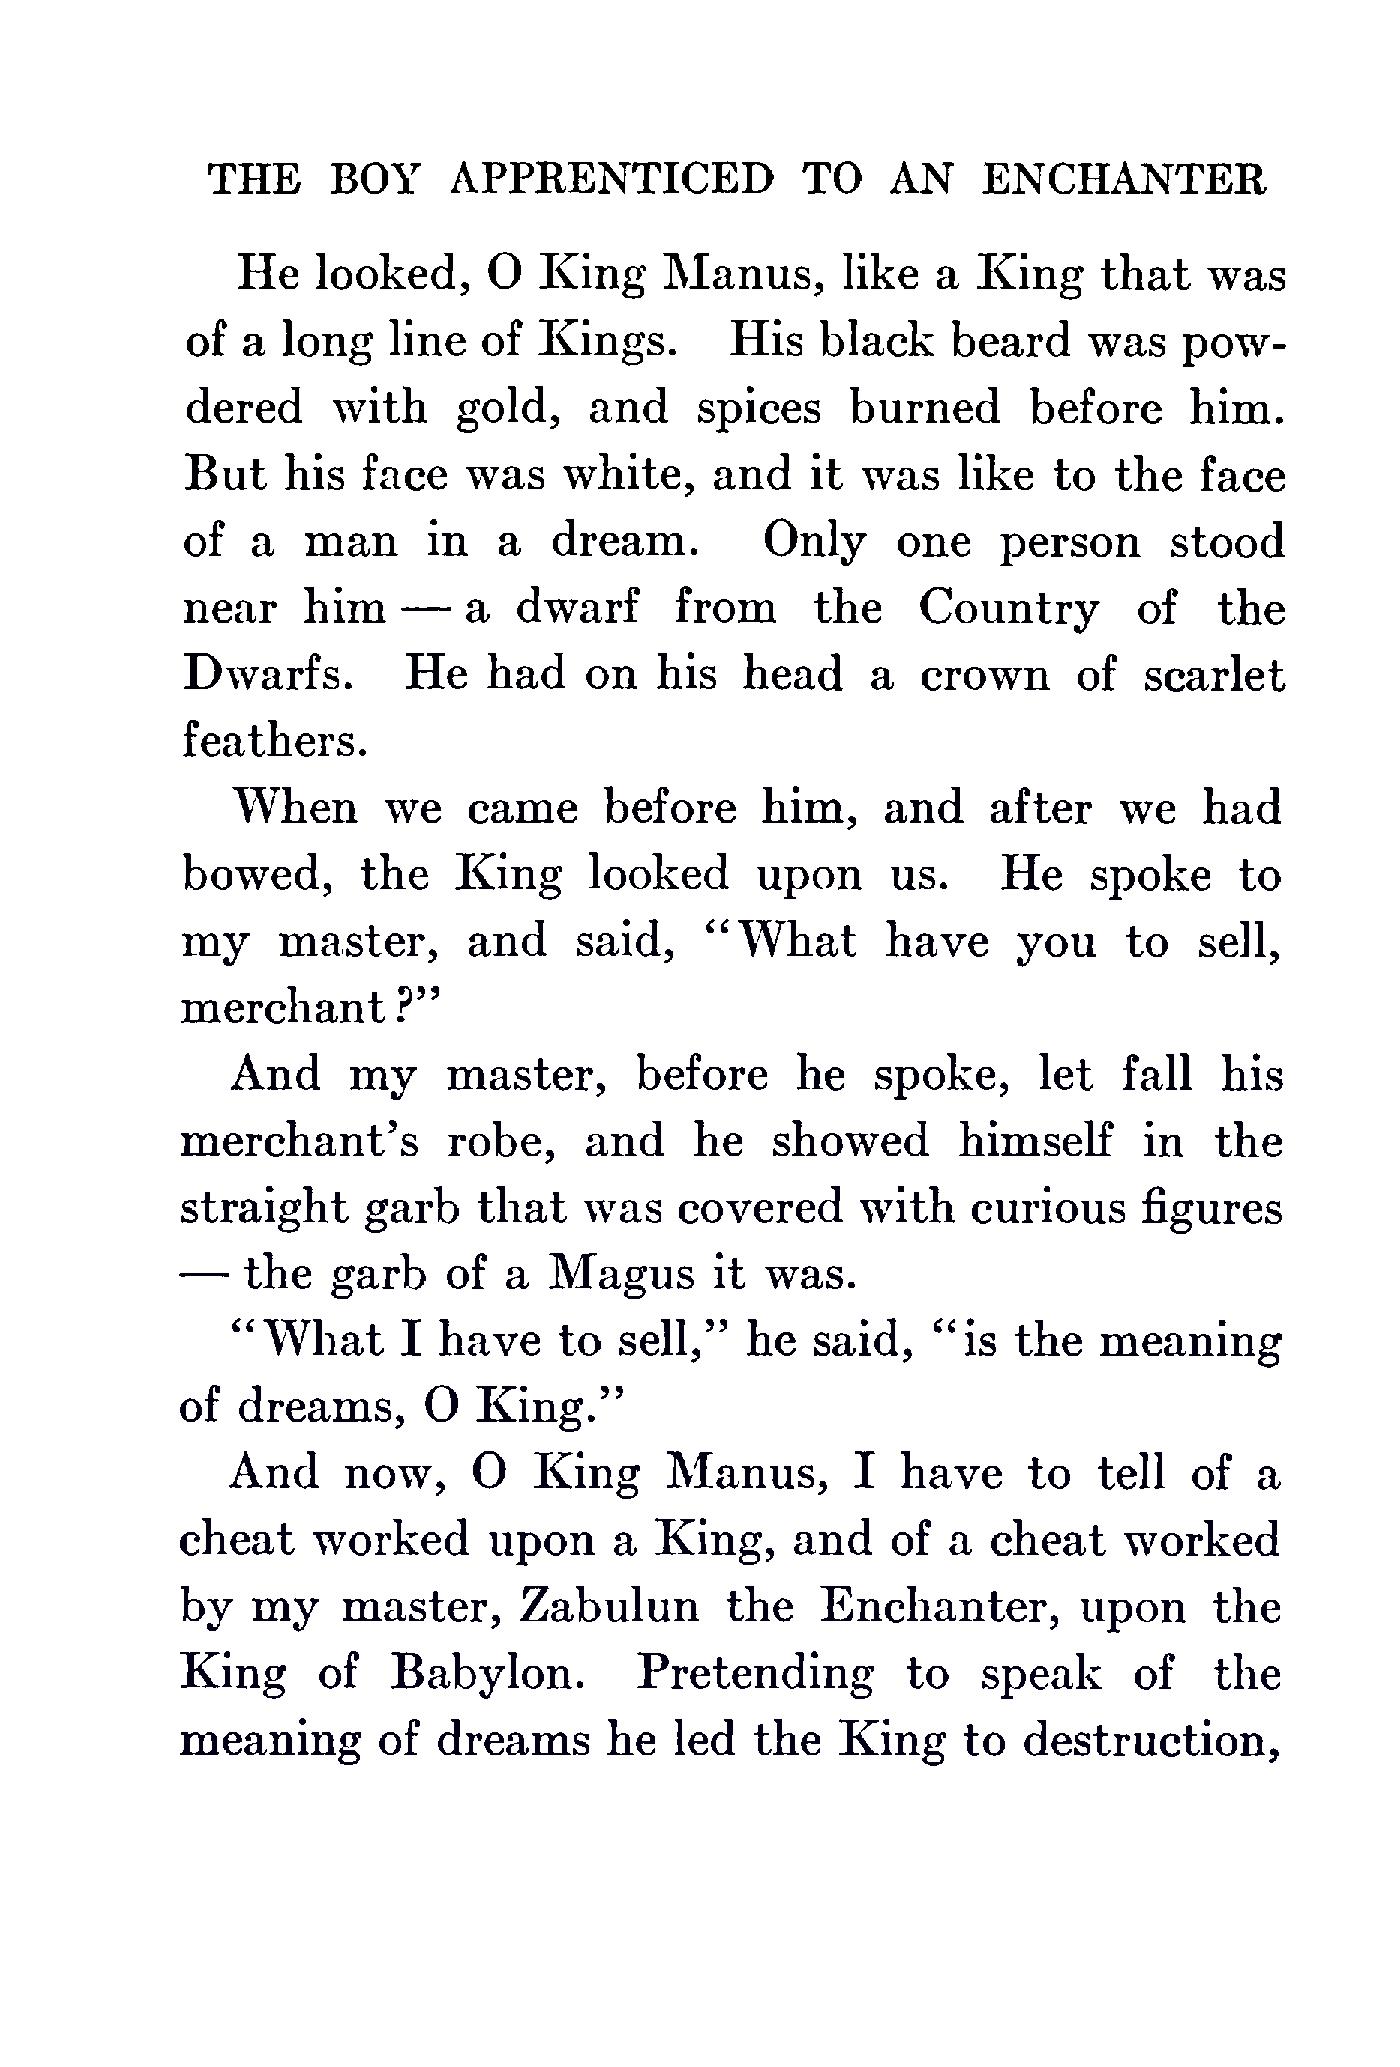 THE BOY APPRENTICED TO AN ENCHANTER
He looked, O King Manus, like a King that was
of a long line of Kings. His black beard was pow-
dered with gold, and spices burned before him.
But his face was white, and it was like to the face
of a man in a dream. Only one person stood
near him — a dwarf from the Country of the
Dwarfs. He had on his head a crown of scarlet
feathers.
When we came before him, and after we had
bowed, the King looked upon us. He spoke to
my master, and said, "What have you to sell,
merchant?"
And my master, before he spoke, let fall his
merchant's robe, and he showed himself in the
straight garb that was covered with curious figures
— the garb of a Magus it was.
"What I have to sell," he said, "is the meaning
of dreams, O King."
And now, O King Manus, I have to tell of a
cheat worked upon a King, and of a cheat worked
by my master, Zabulun the Enchanter, upon the
King of Babylon. Pretending to speak of the
meaning of dreams he led the King to destruction,